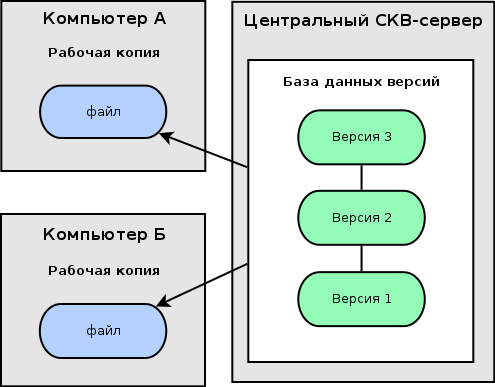 Компьютер А
Рабочая копия
файл
Компьютер Б
Рабочая копия
файл
Центральный СКВ-сервер
База данных версий
Версия 3
Версия 2
Версия 1